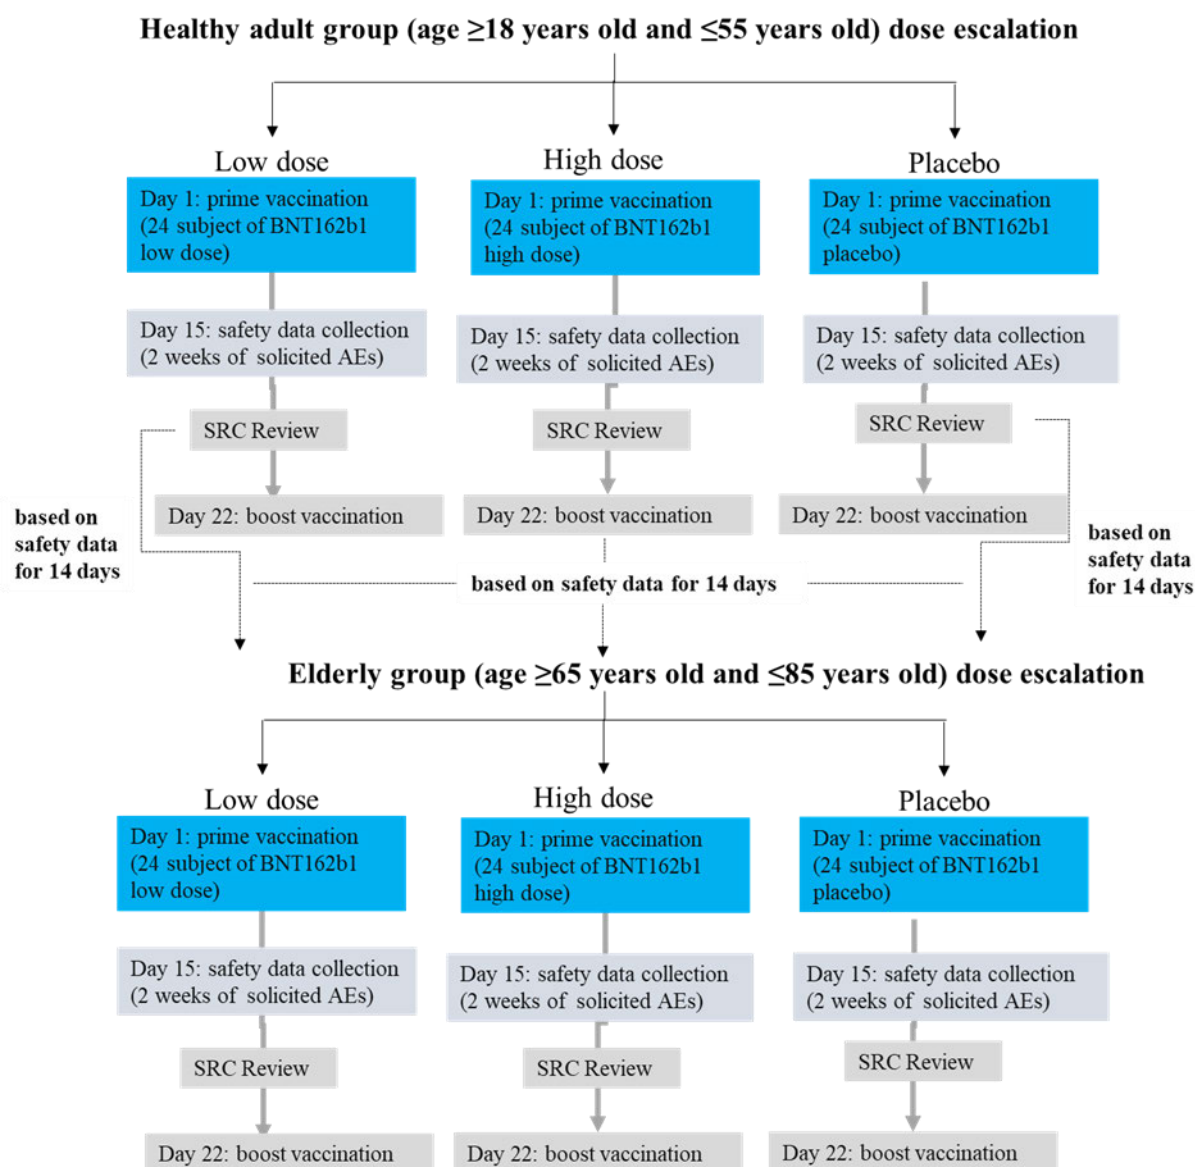 Healthy adult group (age ≥18 years old and ≤55 years old) dose escalation
Low dose
High dose
Placebo
Day 1: prime vaccination
(24 subject of BNT162b1
low dose)
Day 1: prime vaccination
(24 subject of BNT162b1
high dose)
Day 1: prime vaccination
(24 subject of BNT162b1
placebo)
Day 15: safety data collection
(2 weeks of solicited AEs)
Day 15: safety data collection
(2 weeks of solicited AEs)
Day 15: safety data collection
(2 weeks of solicited AEs)
SRC Review
SRC Review
SRC Review
Day 22: boost vaccination
Day 22: boost vaccination
Day 22: boost vaccination
based on
safety data
for 14 days
based on safety data for 14 days
based on
safety data
for 14 days
Elderly group (age ≥65 years old and ≤85 years old) dose escalation
Low dose
High dose
Placebo
Day 1: prime vaccination
(24 subject of BNT162b1
low dose)
Day 1: prime vaccination
(24 subject of BNT162b1
high dose)
Day 1: prime vaccination
(24 subject of BNT162b1
placebo)
Day 15: safety data collection
(2 weeks of solicited AEs)
Day 15: safety data collection
(2 weeks of solicited AEs)
Day 15: safety data collection
(2 weeks of solicited AEs)
SRC Review
SRC Review
SRC Review
Day 22: boost vaccination
Day 22: boost vaccination
Day 22: boost vaccination